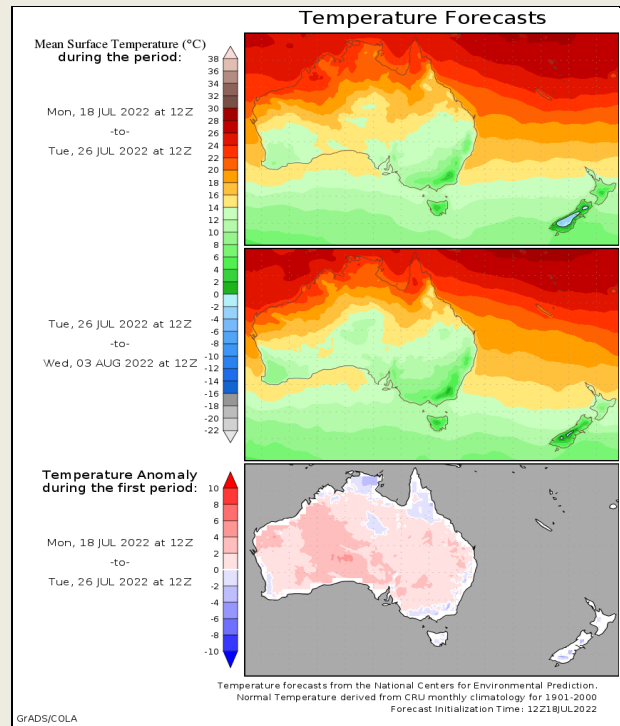 Temperature Forecasts
Mean Surface Temperature (°C)
during the period:
38
36
34
32
30
28
26
24
22
20
18
16
14
12
10
8
6
4
2
0
-2
-4
-6
-8
-10
-12
-14
-16
-18
-20
-22
Mon, 18 JUL 2022 at 12Z
-to-
Tue, 26 JUL 2022 at 12Z
Tue, 26 JUL 2022 at 12Z
-to-
Wed, 03 AUG 2022 at 12Z
Temperature Anomaly
during the first period:
10
8
6
4
2
0
-2
-4
-6
-8
-10
Mon, 18 JUL 2022 at 12Z
-to-
Tue, 26 JUL 2022 at 12Z
Temperature forecasts from the National Centers for Environmental Prediction.
Normal Temperature derived from CRU monthly climatology for 1901-2000
Forecast Initialization Time: 12Z18JUL2022
GrADS/COLA